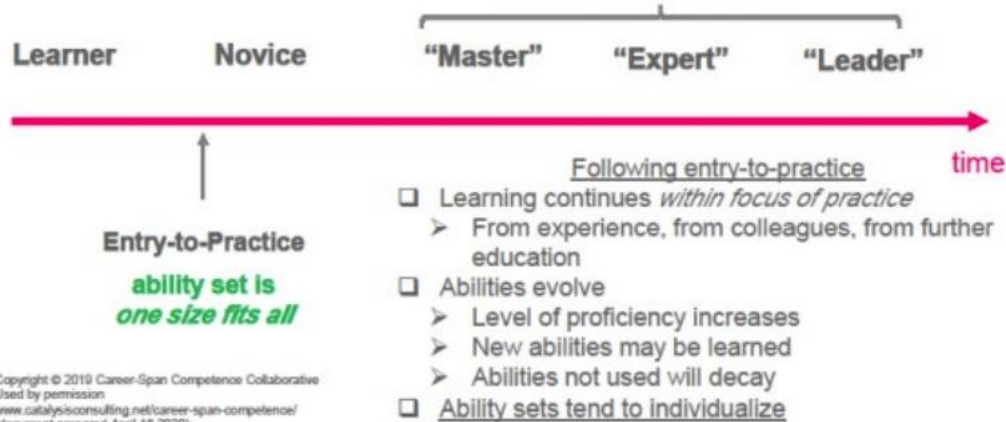 Learner Novice "Master" "Expert" "Leader"
time
Entry-to-Practice
ability set is
one size fits all
Following entry-to-practice
❑ Learning continues within focus of practice
➢ From experience, from colleagues, from further
education
❑ Abilities evolve
➢ Level of proficiency increases
➢ New abilities may be learned
➢ Abilities not used will decay
❑ Ability sets tend to individualize
Copyright © 2019 Career-Span Competence Collaborative
Used by permission
www.catalysisconsulting.net/career-span-competence/